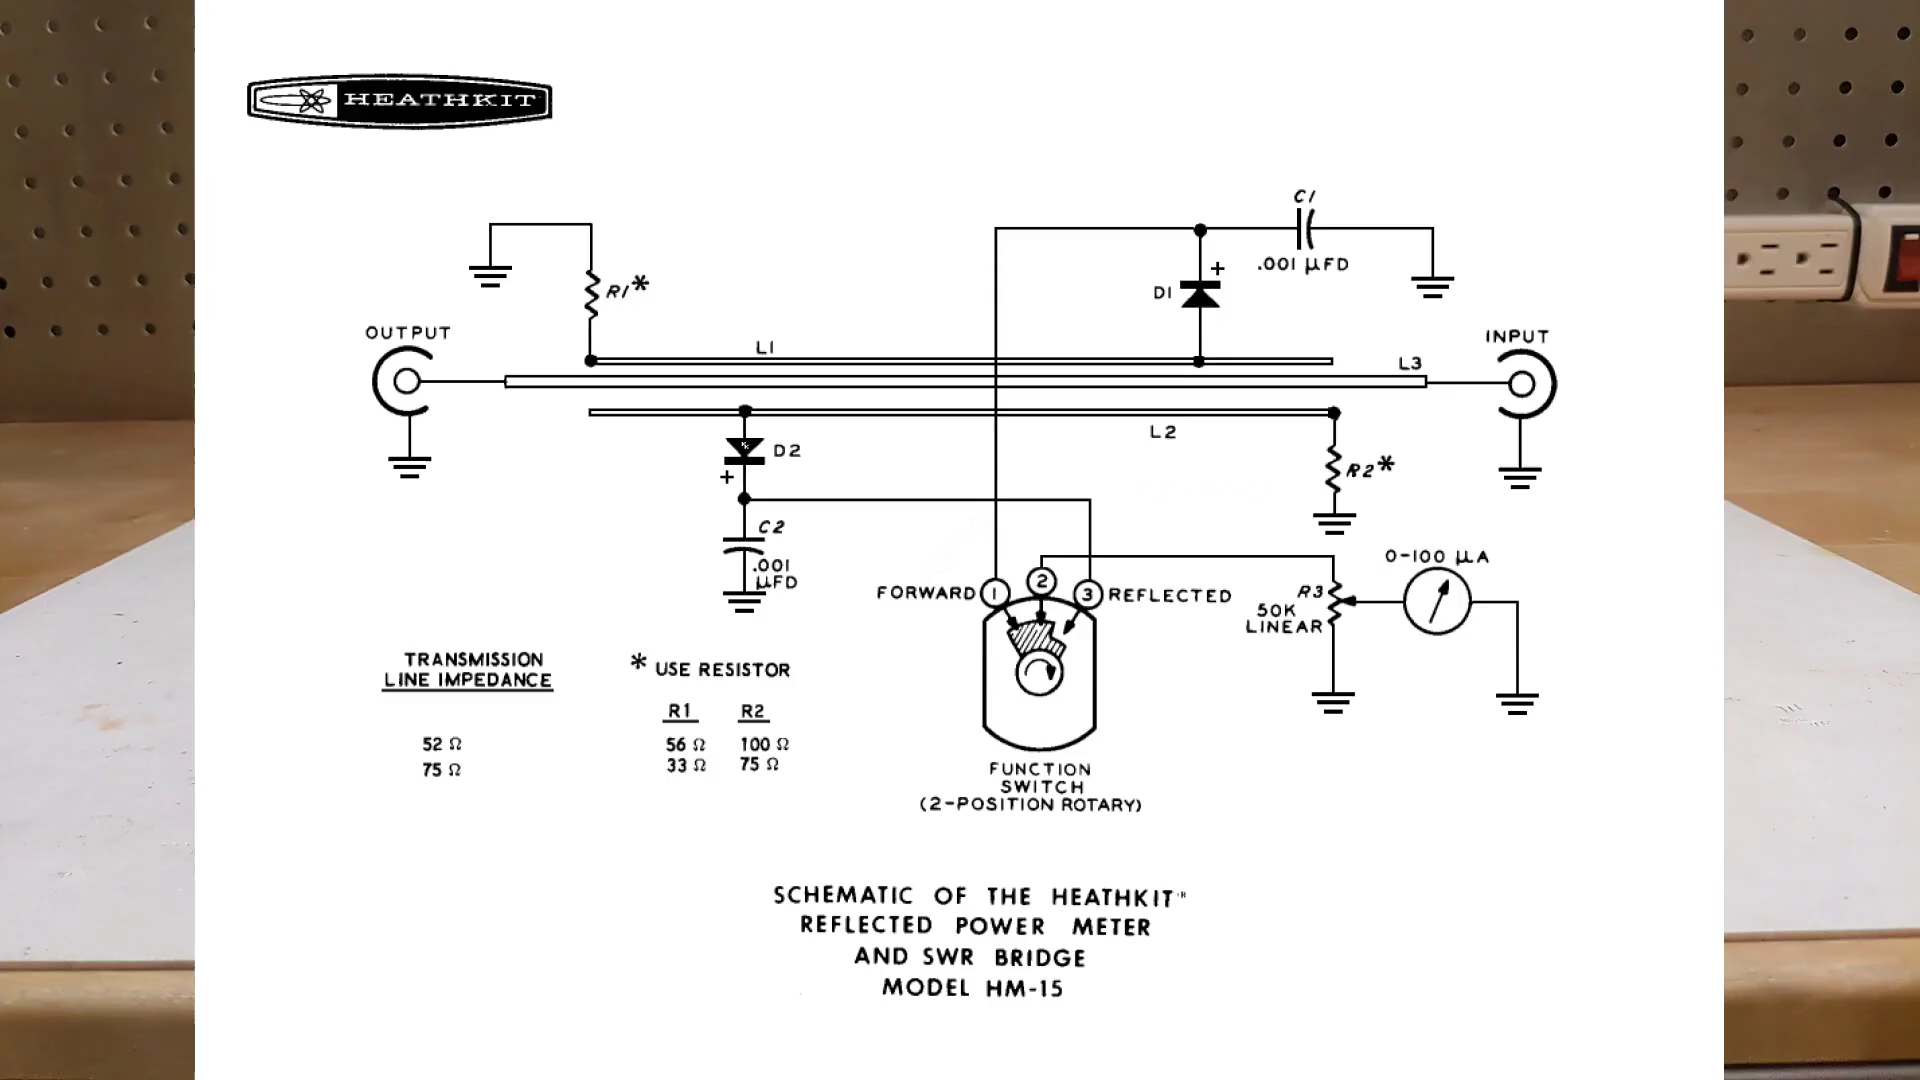 HEATHKIT
C1
.001 µFD
R1*
D1
+
OUTPUT
INPUT
L1
L3
L2
D2
+
R2*
C2
.001
µFD
0-100 µA
FORWARD 1 2 3 REFLECTED
R3
50K
LINEAR
TRANSMISSION
LINE IMPEDANCE
* USE RESISTOR
R1 R2
52 Ω 56 Ω 100 Ω
75 Ω 33 Ω 75 Ω
FUNCTION
SWITCH
(2-POSITION ROTARY)
SCHEMATIC OF THE HEATHKIT®
REFLECTED POWER METER
AND SWR BRIDGE
MODEL HM-15